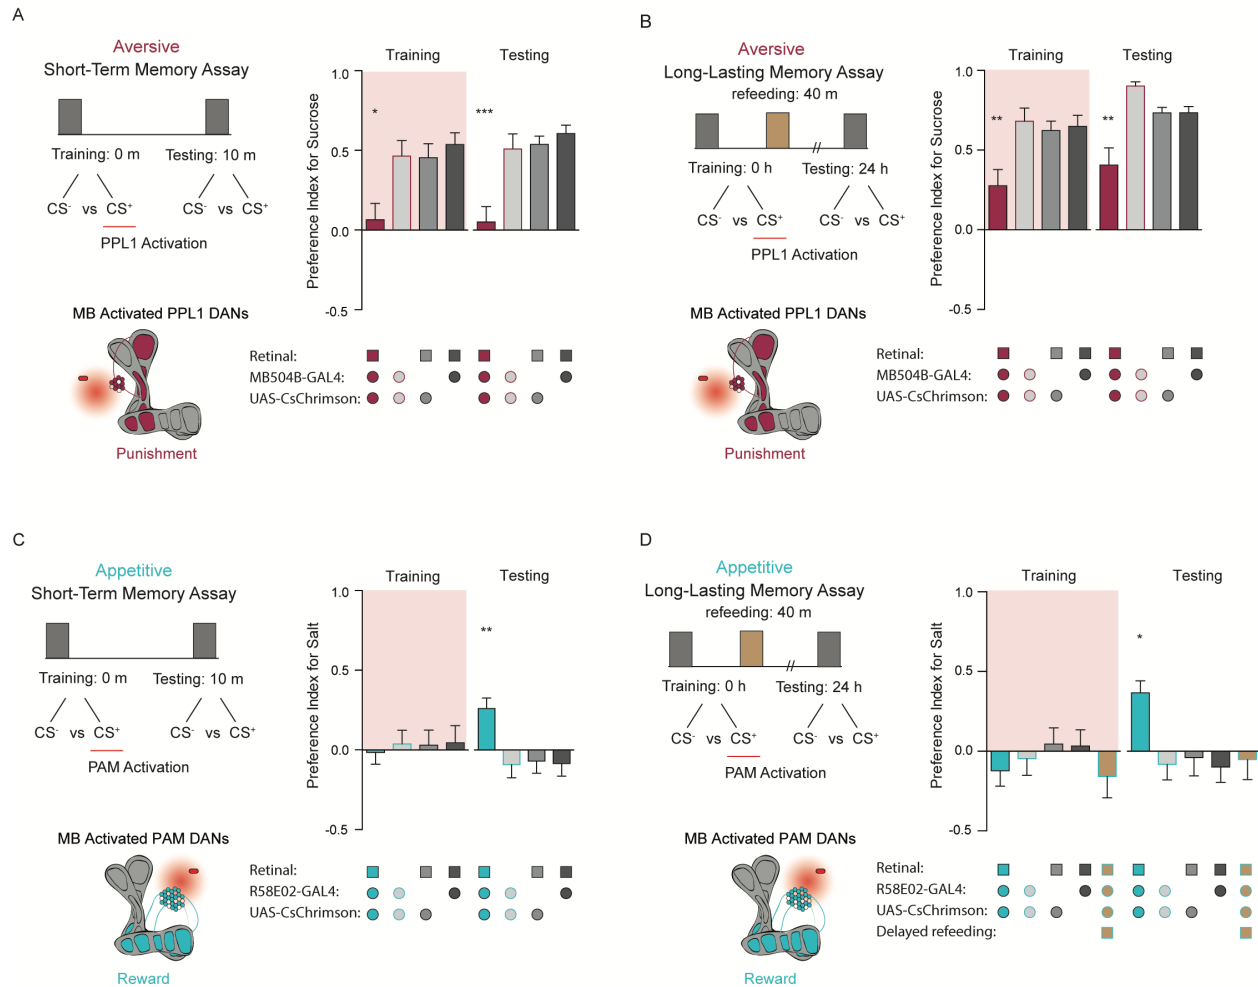 A
Aversive
Short-Term Memory Assay
Training: 0 m
Testing: 10 m
CS- vs CS+
CS- vs CS+
PPL1 Activation
MB Activated PPL1 DANs
Punishment
Training
Testing
Preference Index for Sucrose
1.0
0.5
0.0
-0.5
*
***
Retinal:
MB504B-GAL4:
UAS-CsChrimson:
B
Aversive
Long-Lasting Memory Assay
refeeding: 40 m
//
Training: 0 h
Testing: 24 h
CS- vs CS+
CS- vs CS+
PPL1 Activation
MB Activated PPL1 DANs
Punishment
Training
Testing
Preference Index for Sucrose
1.0
0.5
0.0
-0.5
**
**
Retinal:
MB504B-GAL4:
UAS-CsChrimson:
C
Appetitive
Short-Term Memory Assay
Training: 0 m
Testing: 10 m
CS- vs CS+
CS- vs CS+
PAM Activation
MB Activated PAM DANs
Reward
Training
Testing
Preference Index for Salt
1.0
0.5
0.0
-0.5
**
Retinal:
R58E02-GAL4:
UAS-CsChrimson:
D
Appetitive
Long-Lasting Memory Assay
refeeding: 40 m
//
Training: 0 h
Testing: 24 h
CS- vs CS+
CS- vs CS+
PAM Activation
MB Activated PAM DANs
Reward
Training
Testing
Preference Index for Salt
1.0
0.5
0.0
-0.5
*
Retinal:
R58E02-GAL4:
UAS-CsChrimson:
Delayed refeeding: